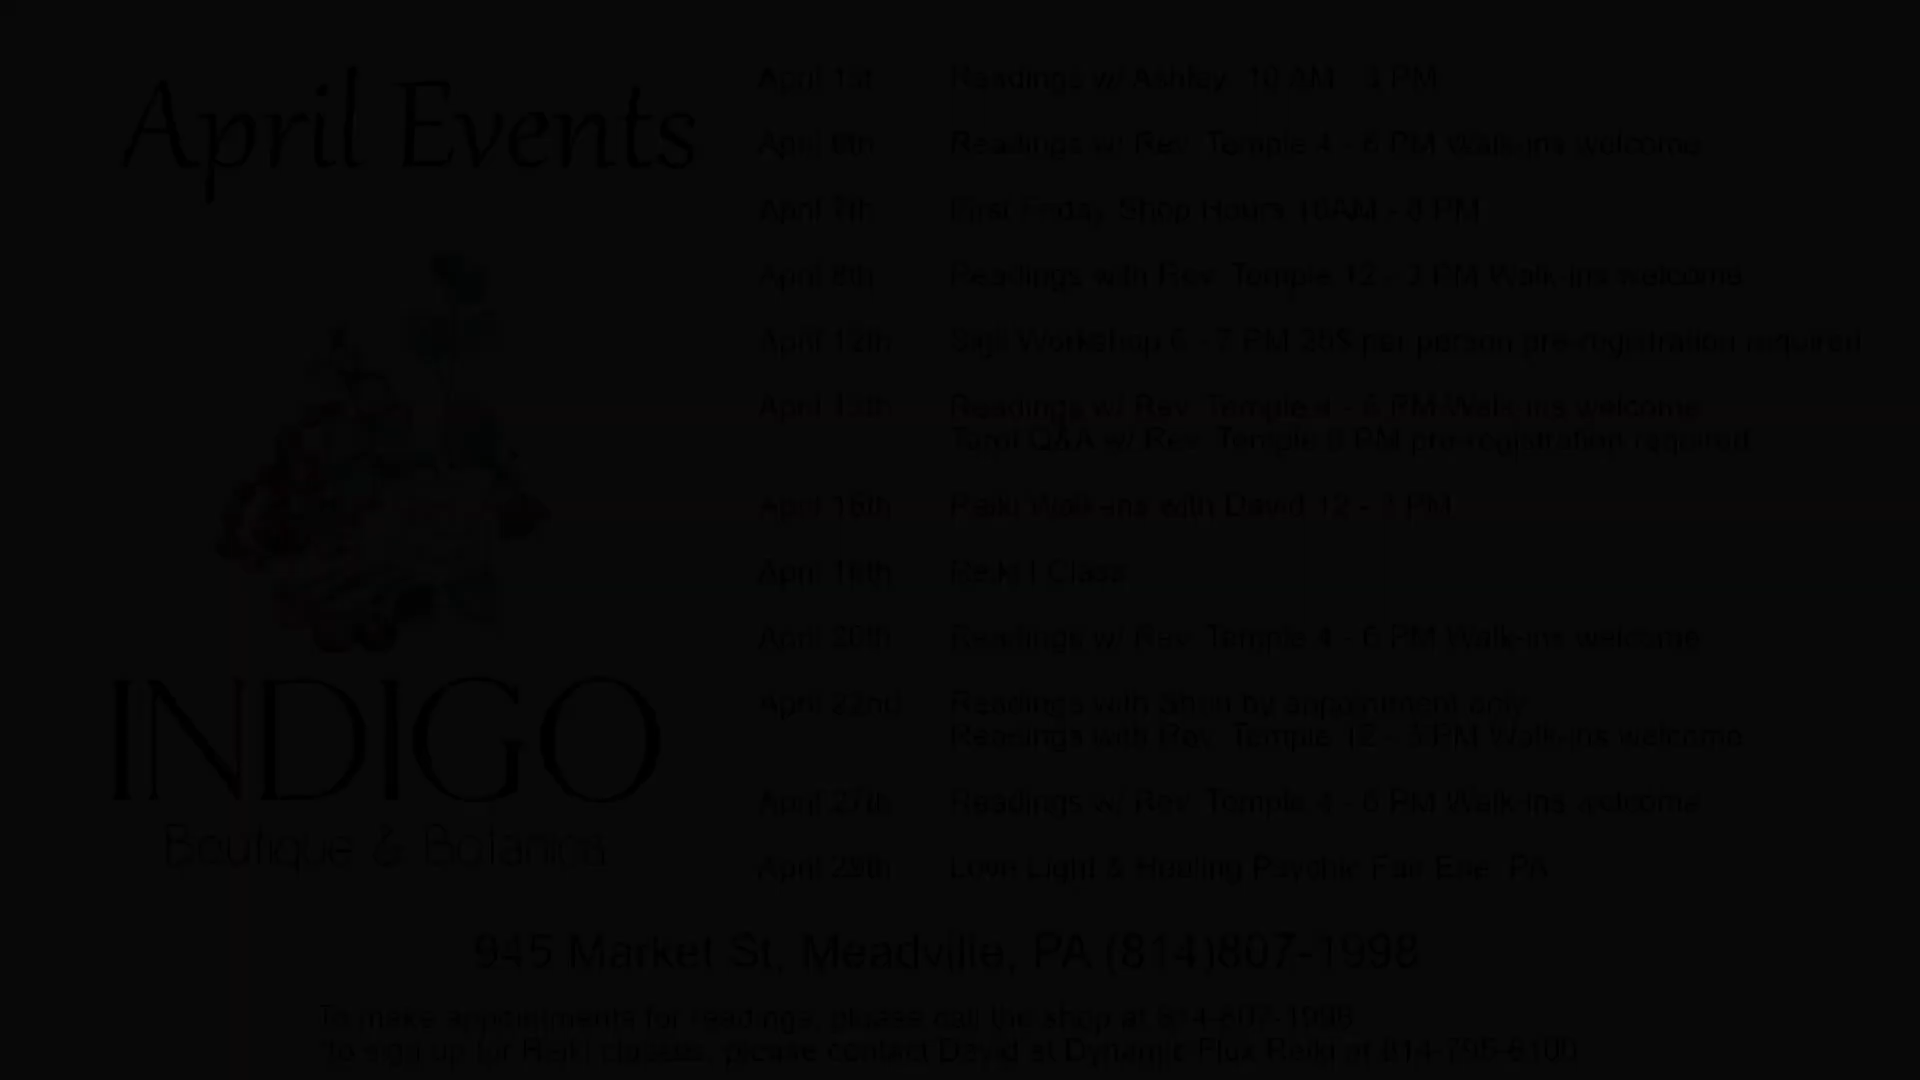 April Events
April 1st Readings w/ Ashley 10 AM - 3 PM
April 6th Readings w/ Rev. Temple 4 - 6 PM Walk-ins welcome
April 7th First Friday Shop Hours 10AM - 8 PM
April 8th Readings with Rev. Temple 12 - 3 PM Walk-ins welcome
April 12th Sigil Workshop 6 - 7 PM per person pre-registration required
April 13th Readings w/ Rev. Temple 4 - 6 PM Walk-ins welcome
Tarot Q&A w/ Rev. Temple 6 PM pre-registration required
April 15th Reiki Walk-ins with David 12 - 3 PM
April 16th Reiki I Class
April 20th Readings w/ Rev. Temple 4 - 6 PM Walk-ins welcome
April 22nd Readings with Shari by appointment only
Readings with Rev. Temple 12 - 3 PM Walk-ins welcome
April 27th Readings w/ Rev. Temple 4 - 6 PM Walk-ins welcome
April Love Light & Healing Psychic Fair Erie, PA
INDIGO
Boutique & Botanica
945 Market St, Meadville, PA (814)807-1998
To make appointments for readings, please call the shop at 814-807-1998
To sign up for Reiki classes, please contact David at Dynamic Flux Reiki at